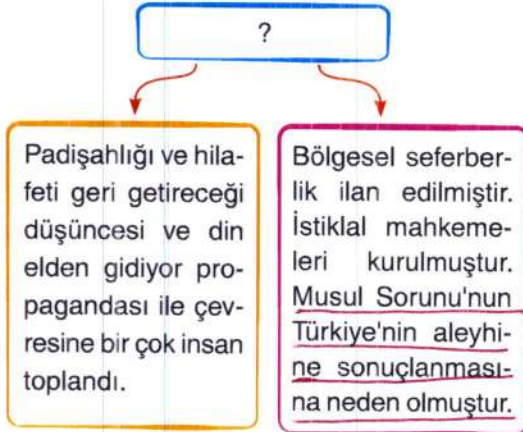 ?
Padişahlığı ve hila-
feti geri getireceği
düşüncesi ve din
elden gidiyor pro-
pagandası ile çev-
resine bir çok insan
toplandı.
Bölgesel seferber-
lik ilan edilmiştir.
İstiklal mahkeme-
leri kurulmuştur.
Musul Sorunu'nun
Türkiye'nin aleyhi-
ne sonuçlanması-
na neden olmuştur.